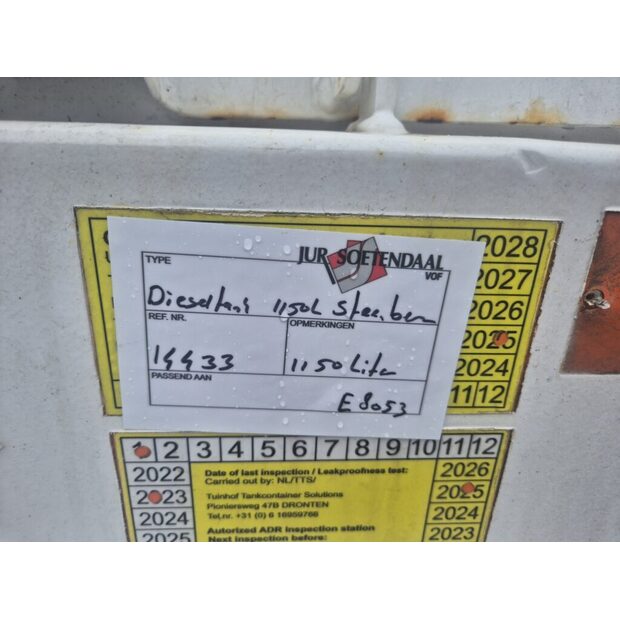 JUR SOETENDAAL
VOF
TYPE
Dieseltank 1150L Steenbern
REF. NR.
14433
OPMERKINGEN
1150 Liter
PASSEND AAN
E8053
2028
2027
2026
2025
2024
11 12
2 3 4 5 6 7 8 9 10 11 12
2022
2023
2024
2025
Date of last inspection / Leakproofness test:
Carried out by: NL/TTS/
Tuinhof Tankcontainer Solutions
Pioniersweg 47B DRONTEN
Tel.nr. +31 (0) 6 16959766
Autorized ADR inspection station
Next inspection before:
2026
2025
2024
2023